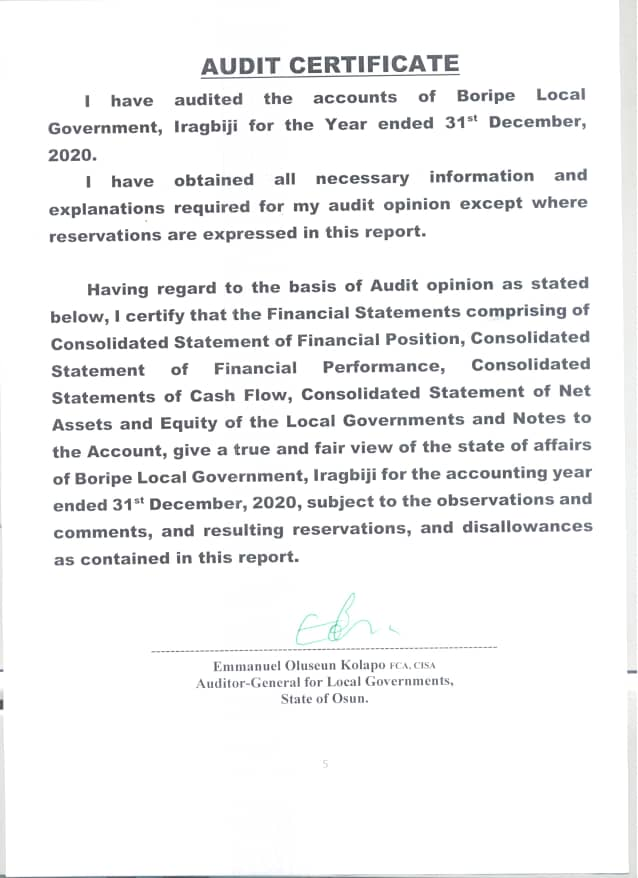 AUDIT CERTIFICATE
I have audited the accounts of Boripe Local
Government, Iragbiji for the Year ended 31st December,
2020.
I have obtained all necessary information and
explanations required for my audit opinion except where
reservations are expressed in this report.
Having regard to the basis of Audit opinion as stated
below, I certify that the Financial Statements comprising of
Consolidated Statement of Financial Position, Consolidated
Statement of Financial Performance, Consolidated
Statements of Cash Flow, Consolidated Statement of Net
Assets and Equity of the Local Governments and Notes to
the Account, give a true and fair view of the state of affairs
of Boripe Local Government, Iragbiji for the accounting year
ended 31st December, 2020, subject to the observations and
comments, and resulting reservations, and disallowances
as contained in this report.
Emmanuel Oluseun Kolapo FCA, CISA
Auditor-General for Local Governments,
State of Osun.
5